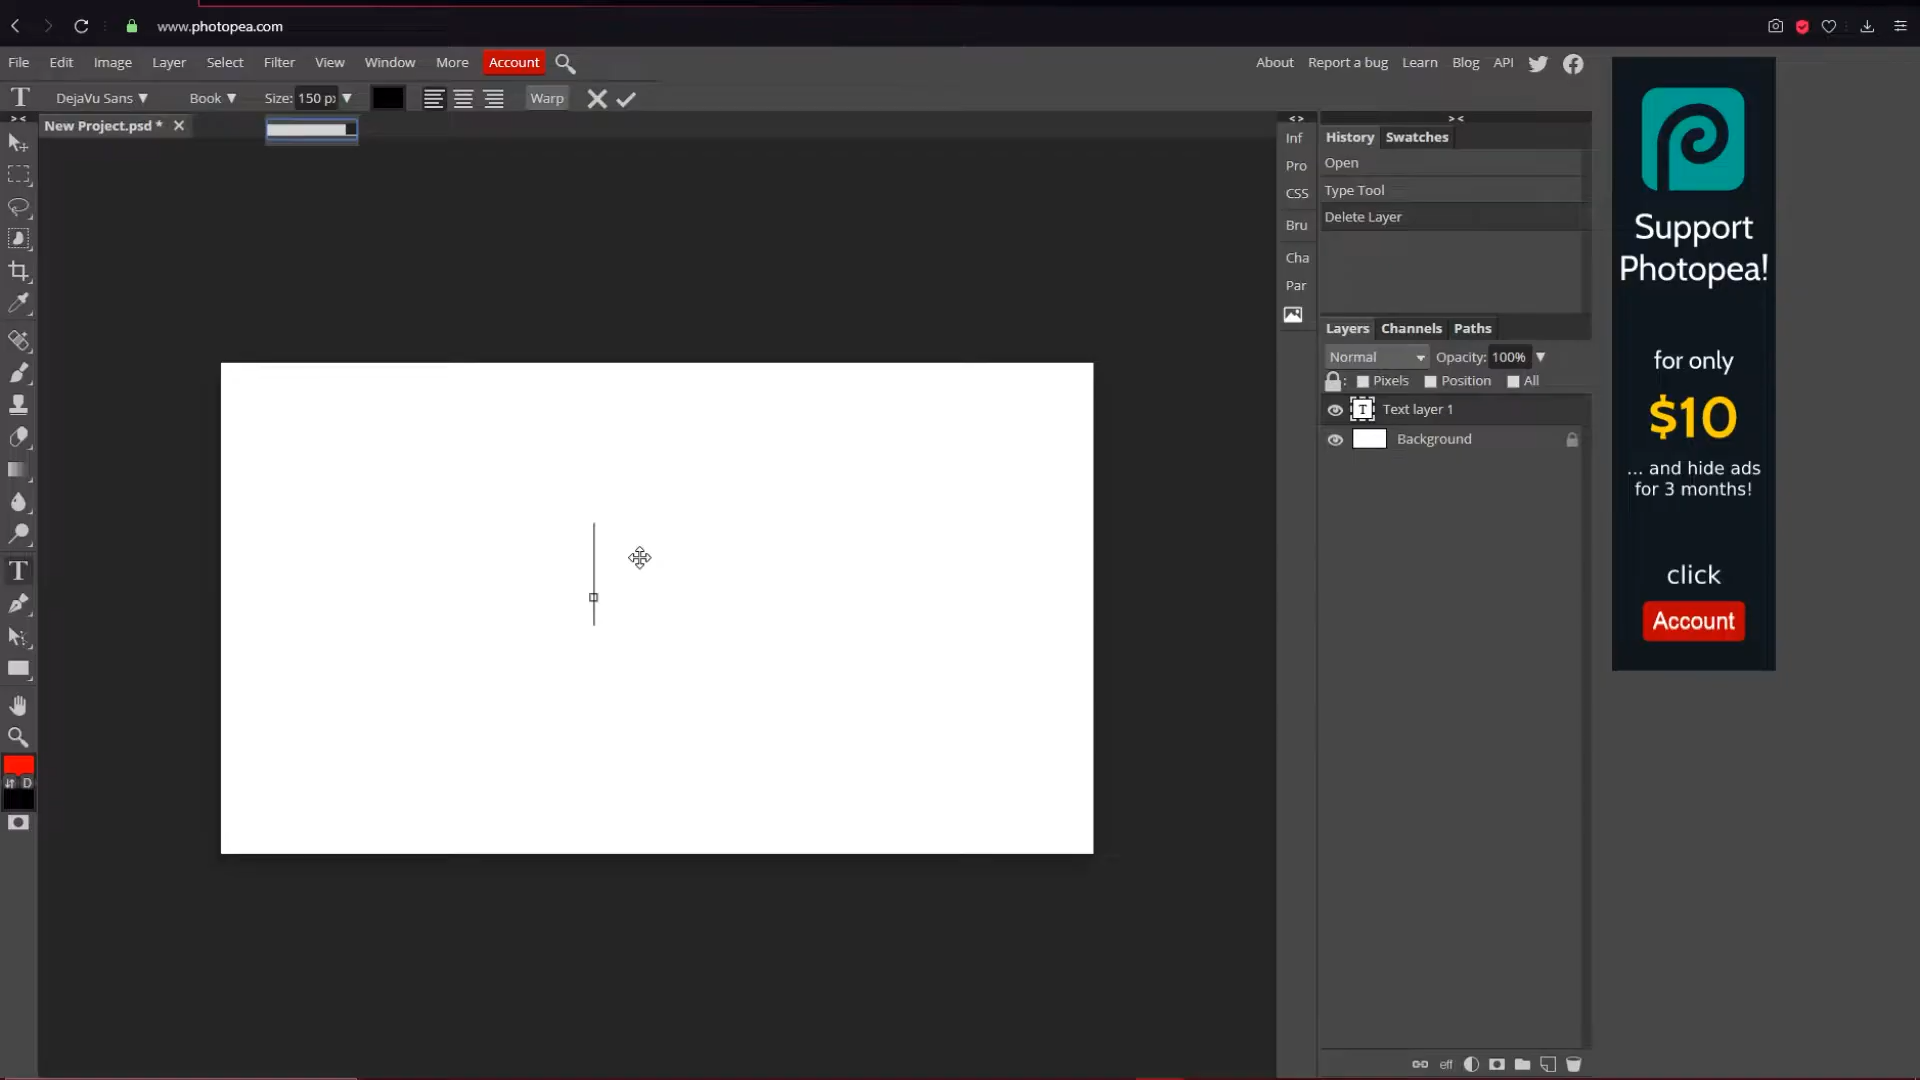 www.photopea.com
File Edit Image Layer Select Filter View Window More Account
About Report a bug Learn Blog API
T DejaVu Sans ▼ Book ▼ Size: 150 px ▼ Warp
New Project.psd *
Inf
Pro
CSS
Bru
Cha
Par
History Swatches
Open
Type Tool
Delete Layer
Layers Channels Paths
Normal Opacity: 100% ▼
: Pixels Position All
T Text layer 1
Background
T
D
eff
Support
Photopea!
for only
$10
... and hide ads
for 3 months!
click
Account